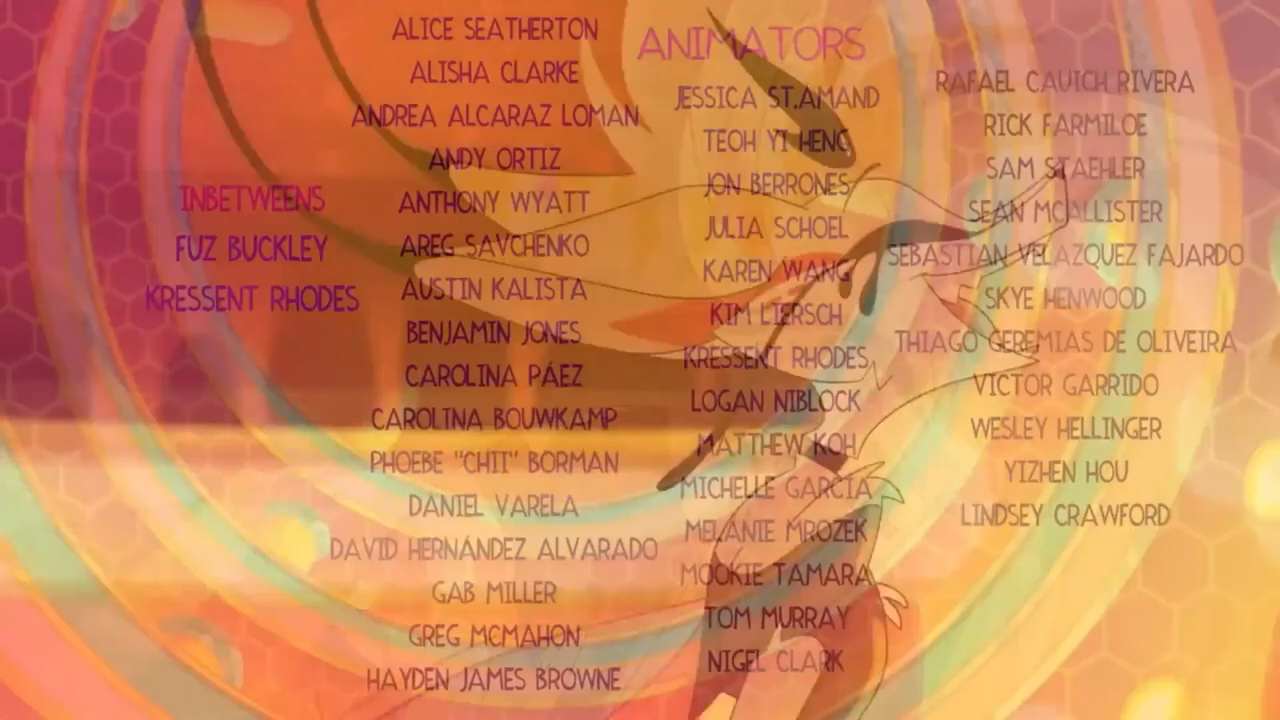 INBETWEENS
FUZ BUCKLEY
KRESSENT RHODES
ANIMATORS
ALICE SEATHERTON
ALISHA CLARKE
ANDREA ALCARAZ LOMAN
ANDY ORTIZ
ANTHONY WYATT
AREG SAVCHENKO
AUSTIN KALISTA
BENJAMIN JONES
CAROLINA PÁEZ
CAROLINA BOUWKAMP
PHOEBE "CHII" BORMAN
DANIEL VARELA
DAVID HERNÁNDEZ ALVARADO
GAB MILLER
GREG MCMAHON
HAYDEN JAMES BROWNE
JESSICA ST.AMAND
TEOH YI HENG
JON BERRONES
JULIA SCHOEL
KAREN WANG
KIM LIERSCH
KRESSENT RHODES
LOGAN NIBLOCK
MATTHEW KOH
MICHELLE GARCÍA
MELANIE MROZEK
MOOKIE TAMARA
TOM MURRAY
NIGEL CLARK
RAFAEL CAUICH RIVERA
RICK FARMILOE
SAM STAEHLER
SEAN MCALLISTER
SEBASTIAN VELAZQUEZ FAJARDO
SKYE HENWOOD
THIAGO GEREMIAS DE OLIVEIRA
VICTOR GARRIDO
WESLEY HELLINGER
YIZHEN HOU
LINDSEY CRAWFORD